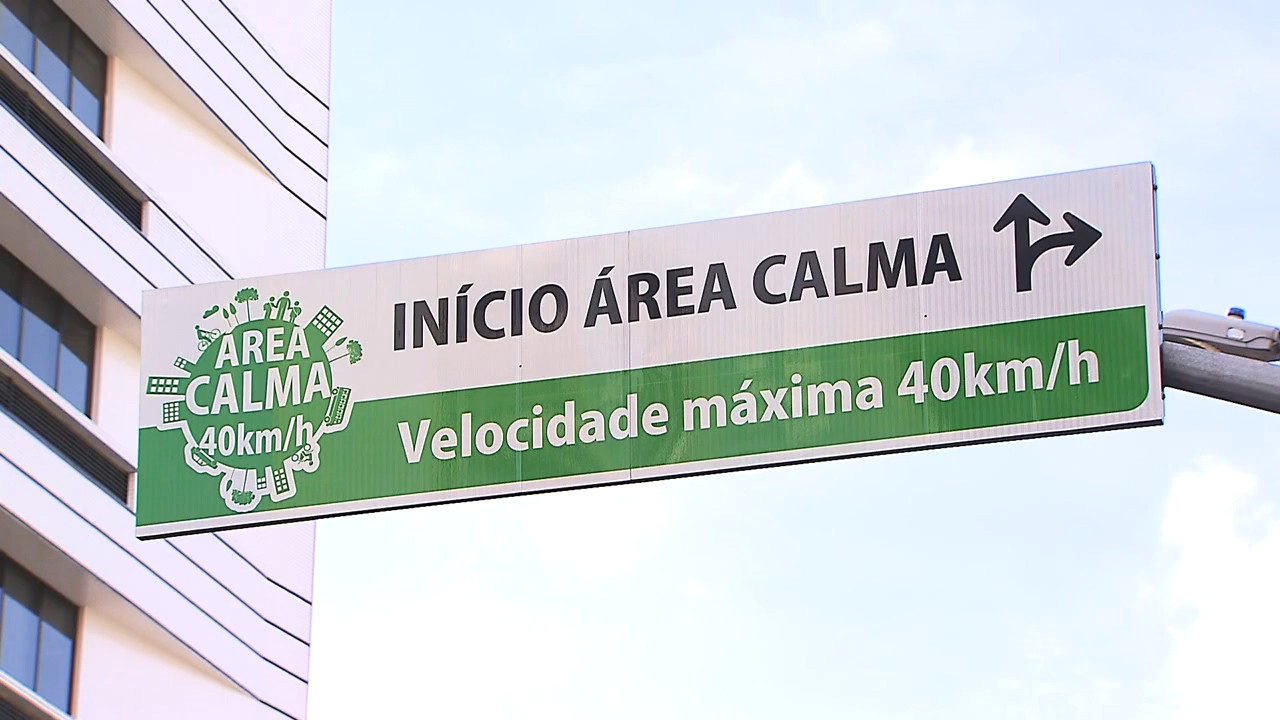 INÍCIO ÁREA CALMA
Velocidade máxima 40km/h
ÁREA
CALMA
40km/h